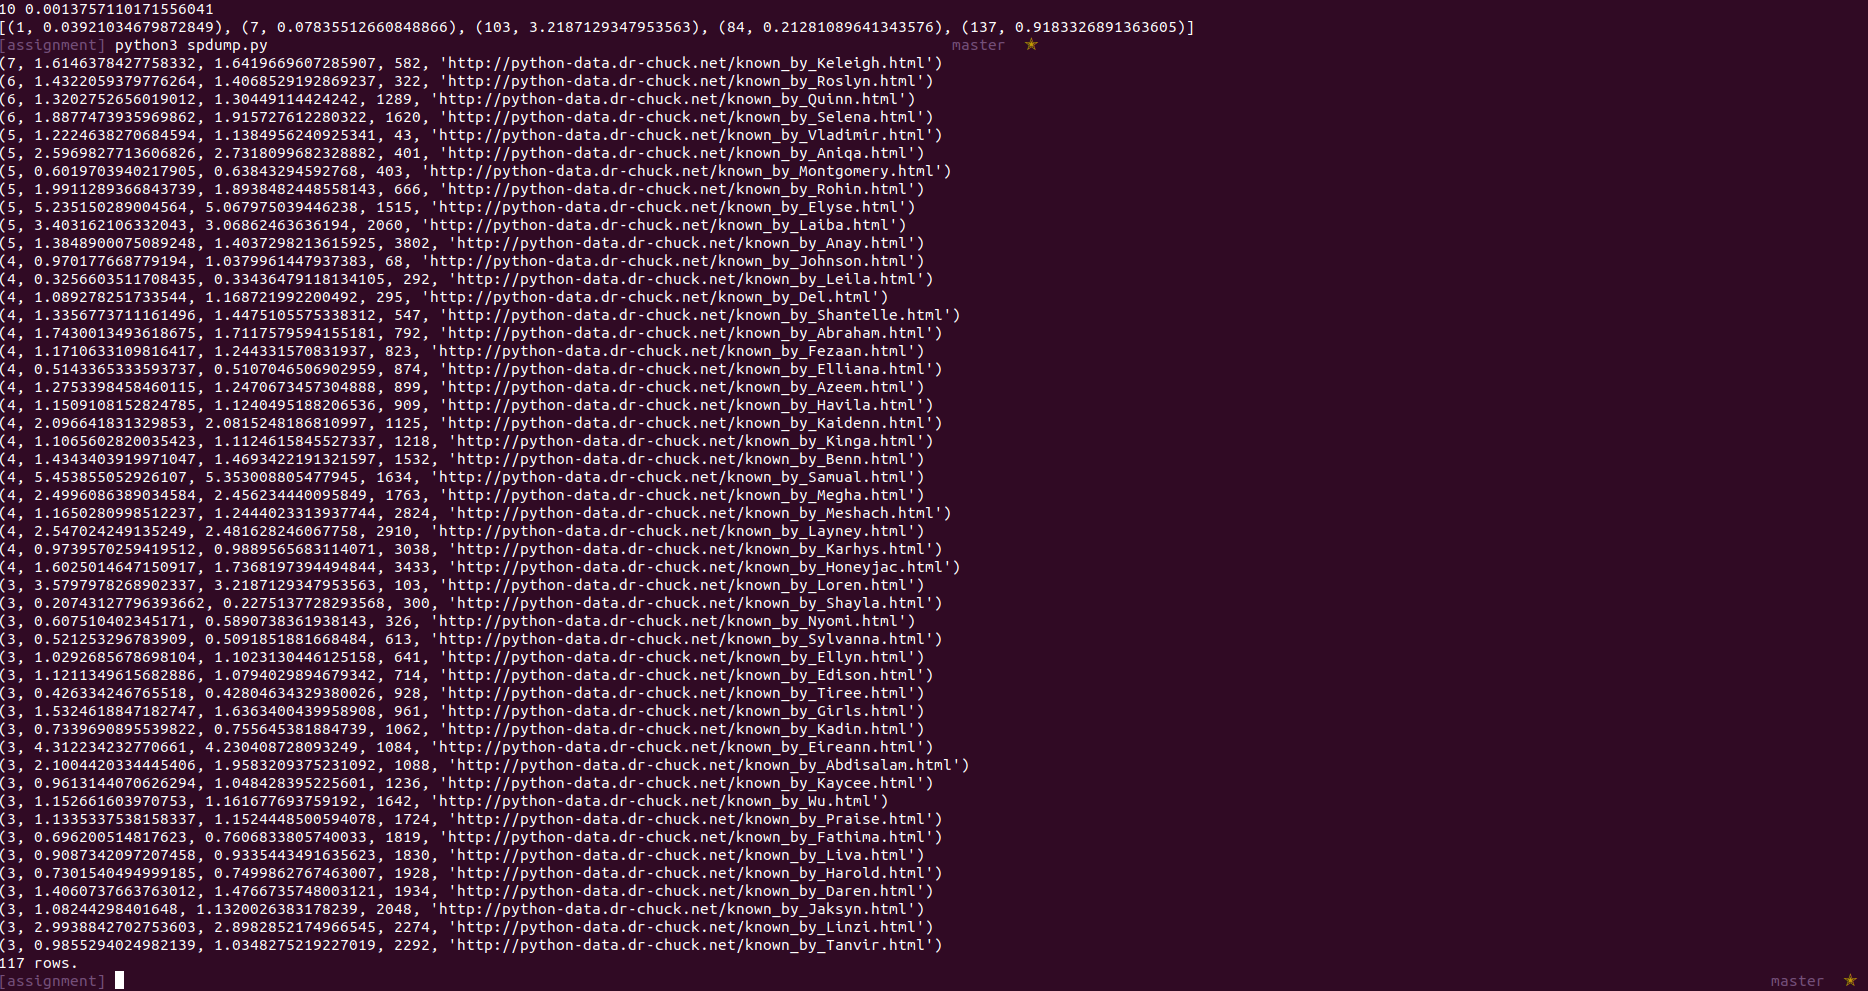 10 0.0013757110171556041
[(1, 0.03921034679872849), (7, 0.07835512660848866), (103, 3.2187129347953563), (84, 0.21281089641343576), (137, 0.9183326891363605)]
[assignment] python3 spdump.py master ★
(7, 1.6146378427758332, 1.6419669607285907, 582, 'http://python-data.dr-chuck.net/known_by_Keleigh.html')
(6, 1.4322059379776264, 1.4068529192869237, 322, 'http://python-data.dr-chuck.net/known_by_Roslyn.html')
(6, 1.3202752656019012, 1.30449114424242, 1289, 'http://python-data.dr-chuck.net/known_by_Quinn.html')
(6, 1.8877473935969862, 1.915727612280322, 1620, 'http://python-data.dr-chuck.net/known_by_Selena.html')
(5, 1.2224638270684594, 1.1384956240925341, 43, 'http://python-data.dr-chuck.net/known_by_Vladimir.html')
(5, 2.5969827713606826, 2.7318099682328882, 401, 'http://python-data.dr-chuck.net/known_by_Aniqa.html')
(5, 0.6019703940217905, 0.63843294592768, 403, 'http://python-data.dr-chuck.net/known_by_Montgomery.html')
(5, 1.9911289366843739, 1.8938482448558143, 666, 'http://python-data.dr-chuck.net/known_by_Rohin.html')
(5, 5.235150289004564, 5.067975039446238, 1515, 'http://python-data.dr-chuck.net/known_by_Elyse.html')
(5, 3.403162106332043, 3.06862463636194, 2060, 'http://python-data.dr-chuck.net/known_by_Laiba.html')
(5, 1.3848900075089248, 1.4037298213615925, 3802, 'http://python-data.dr-chuck.net/known_by_Anay.html')
(4, 0.970177668779194, 1.0379961447937383, 68, 'http://python-data.dr-chuck.net/known_by_Johnson.html')
(4, 0.3256603511708435, 0.33436479118134105, 292, 'http://python-data.dr-chuck.net/known_by_Leila.html')
(4, 1.089278251733544, 1.168721992200492, 295, 'http://python-data.dr-chuck.net/known_by_Del.html')
(4, 1.3356773711161496, 1.4475105575338312, 547, 'http://python-data.dr-chuck.net/known_by_Shantelle.html')
(4, 1.7430013493618675, 1.7117579594155181, 792, 'http://python-data.dr-chuck.net/known_by_Abraham.html')
(4, 1.1710633109816417, 1.244331570831937, 823, 'http://python-data.dr-chuck.net/known_by_Fezaan.html')
(4, 0.5143365333593737, 0.5107046506902959, 874, 'http://python-data.dr-chuck.net/known_by_Elliana.html')
(4, 1.2753398458460115, 1.2470673457304888, 899, 'http://python-data.dr-chuck.net/known_by_Azeem.html')
(4, 1.1509108152824785, 1.1240495188206536, 909, 'http://python-data.dr-chuck.net/known_by_Havila.html')
(4, 2.096641831329853, 2.0815248186810997, 1125, 'http://python-data.dr-chuck.net/known_by_Kaidenn.html')
(4, 1.1065602820035423, 1.1124615845527337, 1218, 'http://python-data.dr-chuck.net/known_by_Kinga.html')
(4, 1.4343403919971047, 1.4693422191321597, 1532, 'http://python-data.dr-chuck.net/known_by_Benn.html')
(4, 5.453855052926107, 5.353008805477945, 1634, 'http://python-data.dr-chuck.net/known_by_Samual.html')
(4, 2.4996086389034584, 2.456234440095849, 1763, 'http://python-data.dr-chuck.net/known_by_Megha.html')
(4, 1.1650280998512237, 1.2444023313937744, 2824, 'http://python-data.dr-chuck.net/known_by_Meshach.html')
(4, 2.547024249135249, 2.481628246067758, 2910, 'http://python-data.dr-chuck.net/known_by_Layney.html')
(4, 0.9739570259419512, 0.9889565683114071, 3038, 'http://python-data.dr-chuck.net/known_by_Karhys.html')
(4, 1.6025014647150917, 1.7368197394494844, 3433, 'http://python-data.dr-chuck.net/known_by_Honeyjac.html')
(3, 3.5797978268902337, 3.2187129347953563, 103, 'http://python-data.dr-chuck.net/known_by_Loren.html')
(3, 0.20743127796393662, 0.2275137728293568, 300, 'http://python-data.dr-chuck.net/known_by_Shayla.html')
(3, 0.607510402345171, 0.5890738361938143, 326, 'http://python-data.dr-chuck.net/known_by_Nyomi.html')
(3, 0.521253296783909, 0.5091851881668484, 613, 'http://python-data.dr-chuck.net/known_by_Sylvanna.html')
(3, 1.0292685678698104, 1.1023130446125158, 641, 'http://python-data.dr-chuck.net/known_by_Ellyn.html')
(3, 1.1211349615682886, 1.0794029894679342, 714, 'http://python-data.dr-chuck.net/known_by_Edison.html')
(3, 0.426334246765518, 0.42804634329380026, 928, 'http://python-data.dr-chuck.net/known_by_Tiree.html')
(3, 1.5324618847182747, 1.6363400439958908, 961, 'http://python-data.dr-chuck.net/known_by_Girls.html')
(3, 0.7339690895539822, 0.755645381884739, 1062, 'http://python-data.dr-chuck.net/known_by_Kadin.html')
(3, 4.312234232770661, 4.230408728093249, 1084, 'http://python-data.dr-chuck.net/known_by_Eireann.html')
(3, 2.1004420334445406, 1.9583209375231092, 1088, 'http://python-data.dr-chuck.net/known_by_Abdisalam.html')
(3, 0.9613144070626294, 1.048428395225601, 1236, 'http://python-data.dr-chuck.net/known_by_Kaycee.html')
(3, 1.152661603970753, 1.161677693759192, 1642, 'http://python-data.dr-chuck.net/known_by_Wu.html')
(3, 1.1335337538158337, 1.1524448500594078, 1724, 'http://python-data.dr-chuck.net/known_by_Praise.html')
(3, 0.696200514817623, 0.7606833805740033, 1819, 'http://python-data.dr-chuck.net/known_by_Fathima.html')
(3, 0.9087342097207458, 0.9335443491635623, 1830, 'http://python-data.dr-chuck.net/known_by_Liva.html')
(3, 0.7301540494999185, 0.7499862767463007, 1928, 'http://python-data.dr-chuck.net/known_by_Harold.html')
(3, 1.4060737663763012, 1.4766735748003121, 1934, 'http://python-data.dr-chuck.net/known_by_Daren.html')
(3, 1.08244298401648, 1.1320026383178239, 2048, 'http://python-data.dr-chuck.net/known_by_Jaksyn.html')
(3, 2.9938842702753603, 2.8982852174966545, 2274, 'http://python-data.dr-chuck.net/known_by_Linzi.html')
(3, 0.9855294024982139, 1.0348275219227019, 2292, 'http://python-data.dr-chuck.net/known_by_Tanvir.html')
117 rows.
[assignment] master ★